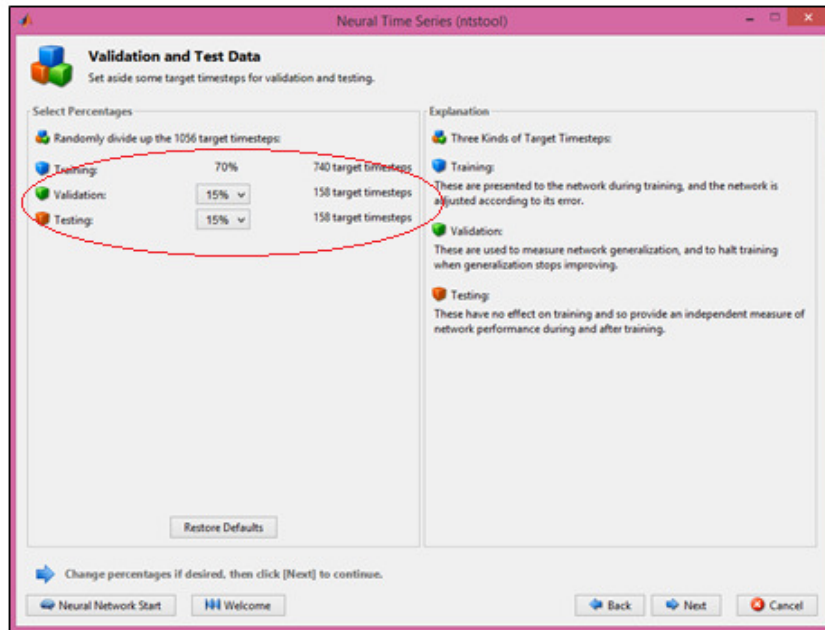 Neural Time Series (ntstool)
Validation and Test Data
Set aside some target timesteps for validation and testing.
Select Percentages
Randomly divide up the 1056 target timesteps:
Training: 70% 740 target timesteps
Validation: 15% 158 target timesteps
Testing: 15% 158 target timesteps
Restore Defaults
Explanation
Three Kinds of Target Timesteps:
Training:
These are presented to the network during training, and the network is
adjusted according to its error.
Validation:
These are used to measure network generalization, and to halt training
when generalization stops improving.
Testing:
These have no effect on training and so provide an independent measure of
network performance during and after training.
Change percentages if desired, then click [Next] to continue.
Neural Network Start Welcome Back Next Cancel